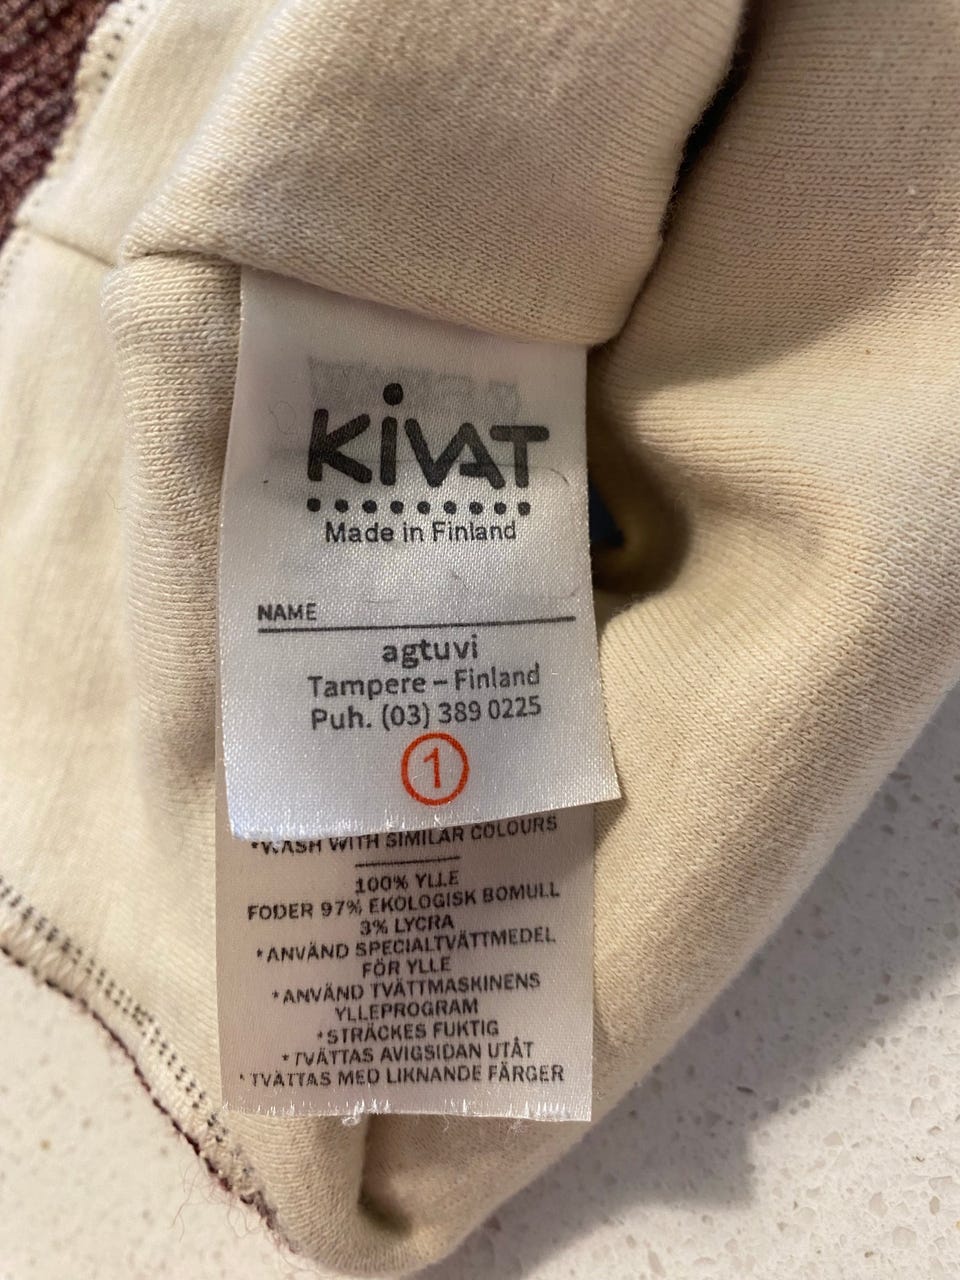 KiVAT
Made in Finland
NAME
agtuvi
Tampere – Finland
Puh. (03) 389 0225
1
*WASH WITH SIMILAR COLOURS
100% YLLE
FODER 97% EKOLOGISK BOMULL
3% LYCRA
*ANVÄND SPECIALTVÄTTMEDEL
FÖR YLLE
*ANVÄND TVÄTTMASKINENS
YLLEPROGRAM
*STRÄCKES FUKTIG
*TVÄTTAS AVIGSIDAN UTÅT
*TVÄTTAS MED LIKNANDE FÄRGER